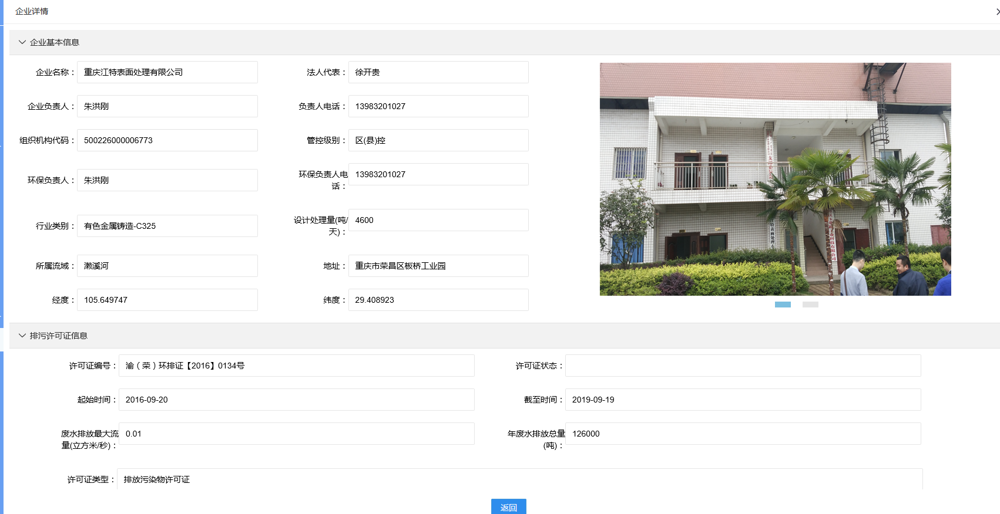 企业详情
企业基本信息
企业名称： 重庆江特表面处理有限公司
法人代表： 徐开贵
企业负责人： 朱洪刚
负责人电话： 13983201027
组织机构代码： 500226000006773
管控级别： 区(县)控
环保负责人： 朱洪刚
环保负责人电
话：
13983201027
行业类别： 有色金属铸造-C325
设计处理量(吨/
天)：
4600
所属流域： 濑溪河
地址： 重庆市荣昌区板桥工业园
经度： 105.649747
纬度： 29.408923
排污许可证信息
许可证编号： 渝（荣）环排证【2016】0134号
许可证状态：
起始时间： 2016-09-20
截至时间： 2019-09-19
废水排放最大流
量(立方米/秒)：
0.01
年废水排放总量
(吨)：
126000
许可证类型： 排放污染物许可证
返回